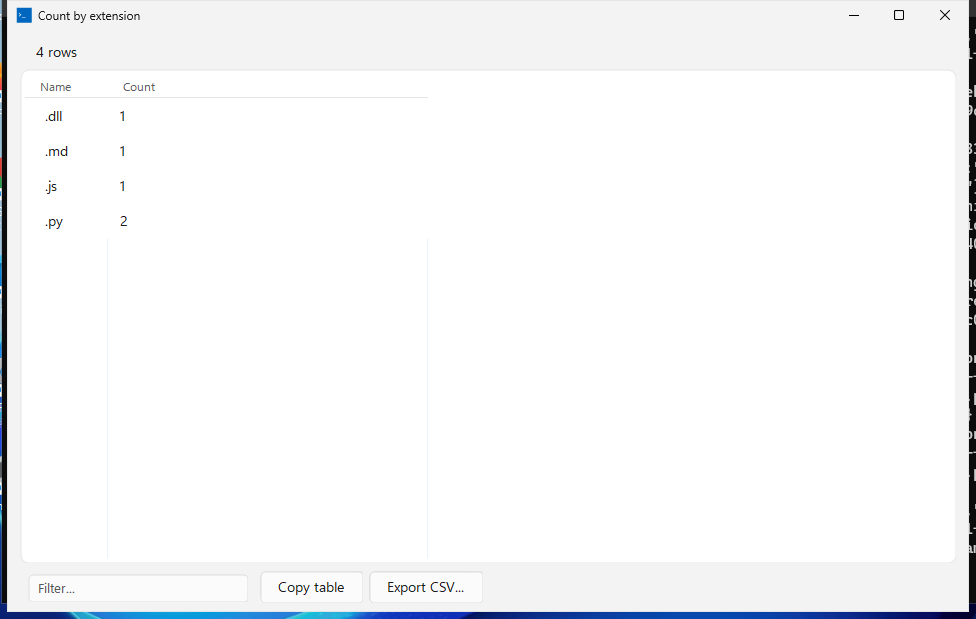 Count by extension
4 rows
Name Count
.dll 1
.md 1
.js 1
.py 2
Filter... Copy table Export CSV...